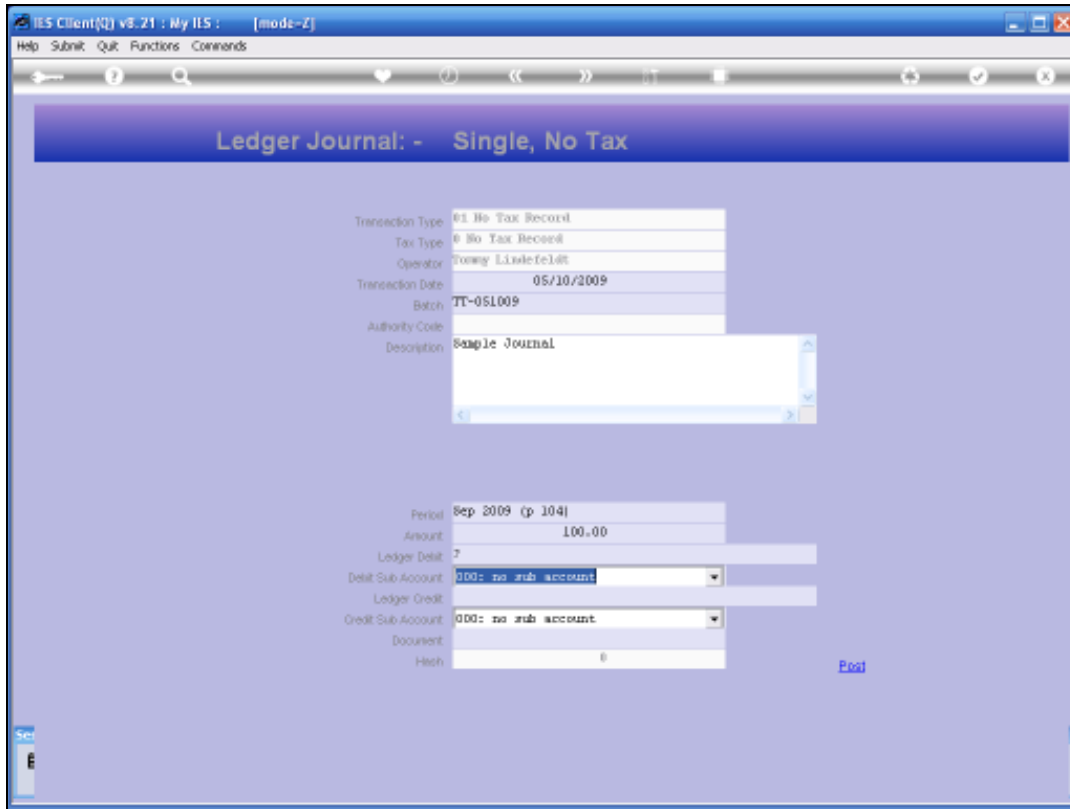 IES Client(Q) v8.21 : My IES :      [mode-Z]
Help Submit Quit Functions Commands
Ledger Journal: -    Single, No Tax
Transaction Type 01 No Tax Record
Tax Type 0 No Tax Record
Operator Tommy Lindefeldt
Transaction Date 05/10/2009
Batch TT-051009
Authority Code
Description Sample Journal
Period Sep 2009 (p 104)
Amount 100.00
Ledger Debit ?
Debit Sub Account 000: no sub account
Ledger Credit
Credit Sub Account 000: no sub account
Document
Hash 0
Post